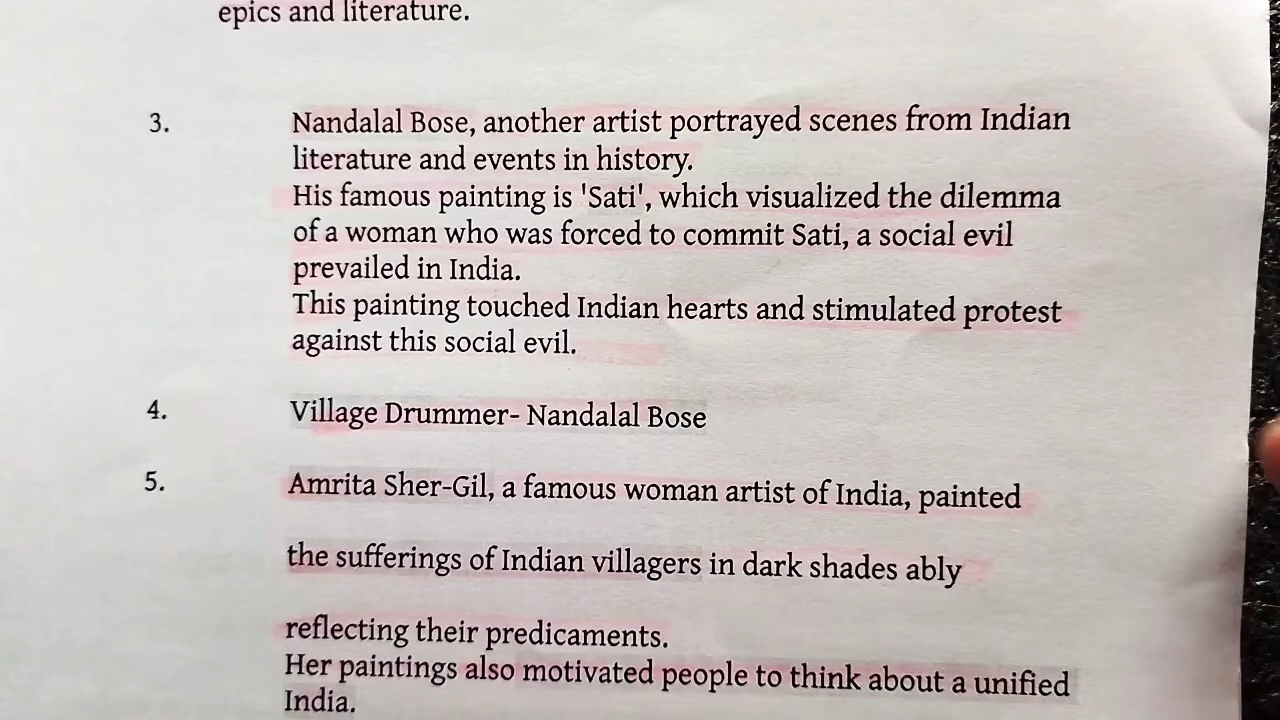 epics and literature.
3. Nandalal Bose, another artist portrayed scenes from Indian
literature and events in history.
His famous painting is 'Sati', which visualized the dilemma
of a woman who was forced to commit Sati, a social evil
prevailed in India.
This painting touched Indian hearts and stimulated protest
against this social evil.
4. Village Drummer- Nandalal Bose
5. Amrita Sher-Gil, a famous woman artist of India, painted
the sufferings of Indian villagers in dark shades ably
reflecting their predicaments.
Her paintings also motivated people to think about a unified
India.